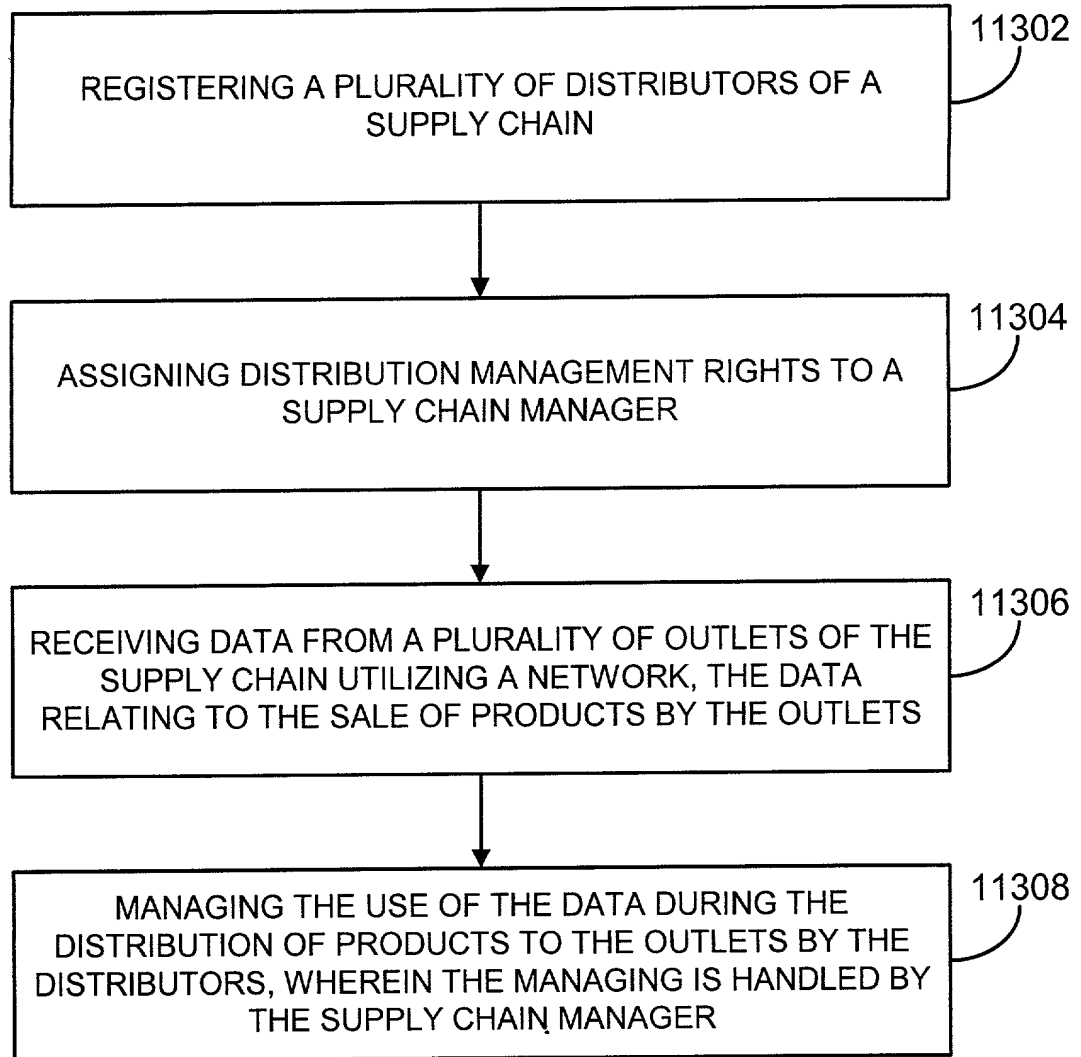 11302
REGISTERING A PLURALITY OF DISTRIBUTORS OF A
SUPPLY CHAIN
11304
ASSIGNING DISTRIBUTION MANAGEMENT RIGHTS TO A
SUPPLY CHAIN MANAGER
11306
RECEIVING DATA FROM A PLURALITY OF OUTLETS OF THE
SUPPLY CHAIN UTILIZING A NETWORK, THE DATA
RELATING TO THE SALE OF PRODUCTS BY THE OUTLETS
11308
MANAGING THE USE OF THE DATA DURING THE
DISTRIBUTION OF PRODUCTS TO THE OUTLETS BY THE
DISTRIBUTORS, WHEREIN THE MANAGING IS HANDLED BY
THE SUPPLY CHAIN MANAGER